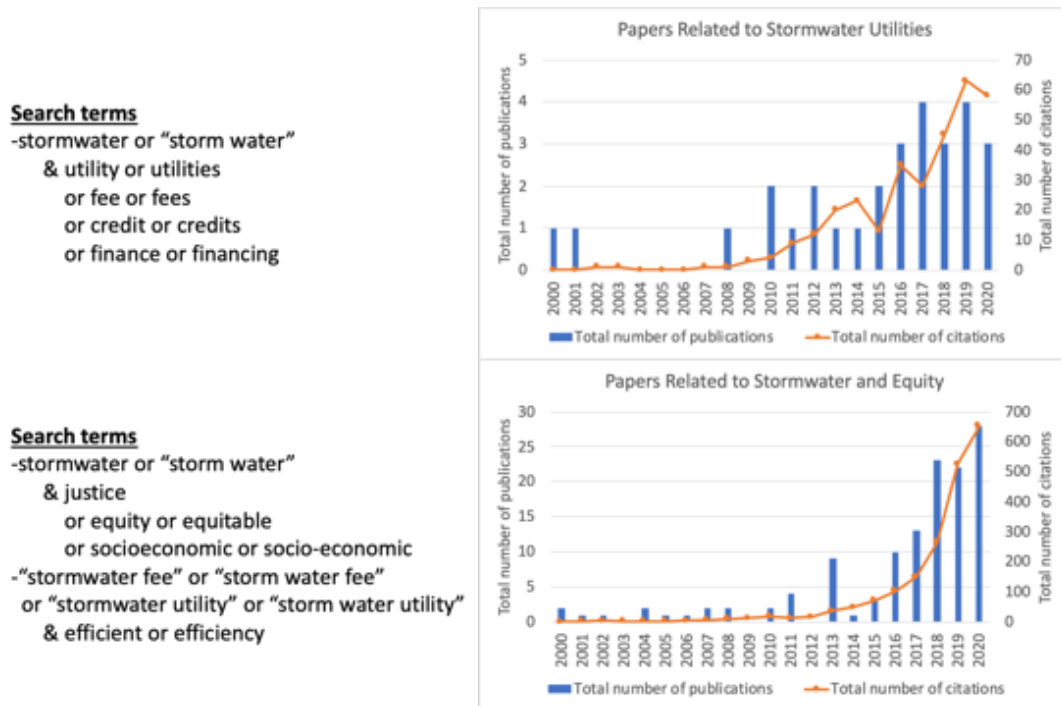 Search terms
-stormwater or “storm water”
& utility or utilities
or fee or fees
or credit or credits
or finance or financing
Papers Related to Stormwater Utilities
Total number of publications
5
4
3
2
1
0
Total number of citations
70
60
50
40
30
20
10
0
2000 2001 2002 2003 2004 2005 2006 2007 2008 2009 2010 2011 2012 2013 2014 2015 2016 2017 2018 2019 2020
Total number of publications Total number of citations
Search terms
-stormwater or “storm water”
& justice
or equity or equitable
or socioeconomic or socio-economic
-“stormwater fee” or “storm water fee”
or “stormwater utility” or “storm water utility”
& efficient or efficiency
Papers Related to Stormwater and Equity
Total number of publications
30
25
20
15
10
5
0
Total number of citations
700
600
500
400
300
200
100
0
2000 2001 2002 2003 2004 2005 2006 2007 2008 2009 2010 2011 2012 2013 2014 2015 2016 2017 2018 2019 2020
Total number of publications Total number of citations